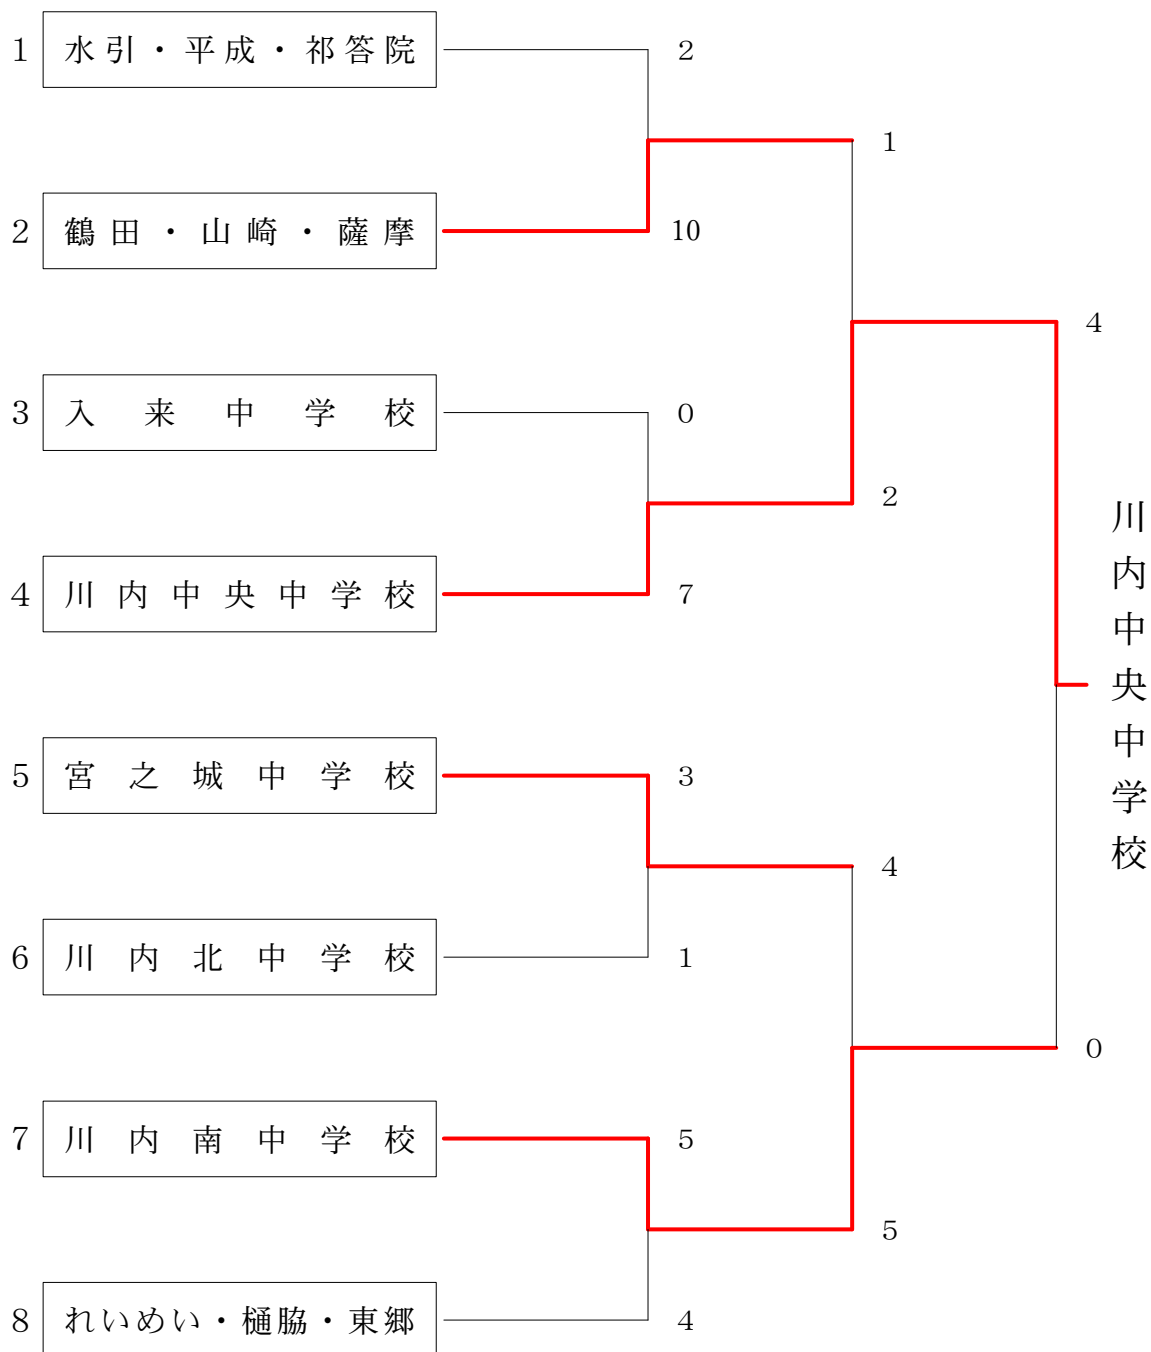 1 水引・平成・祁答院 2
1
2 鶴田・山崎・薩摩 10
4
3 入来中学校 0
2
4 川内中央中学校 7
川内中央中学校
5 宮之城中学校 3
4
6 川内北中学校 1
0
7 川内南中学校 5
5
8 れいめい・樋脇・東郷 4